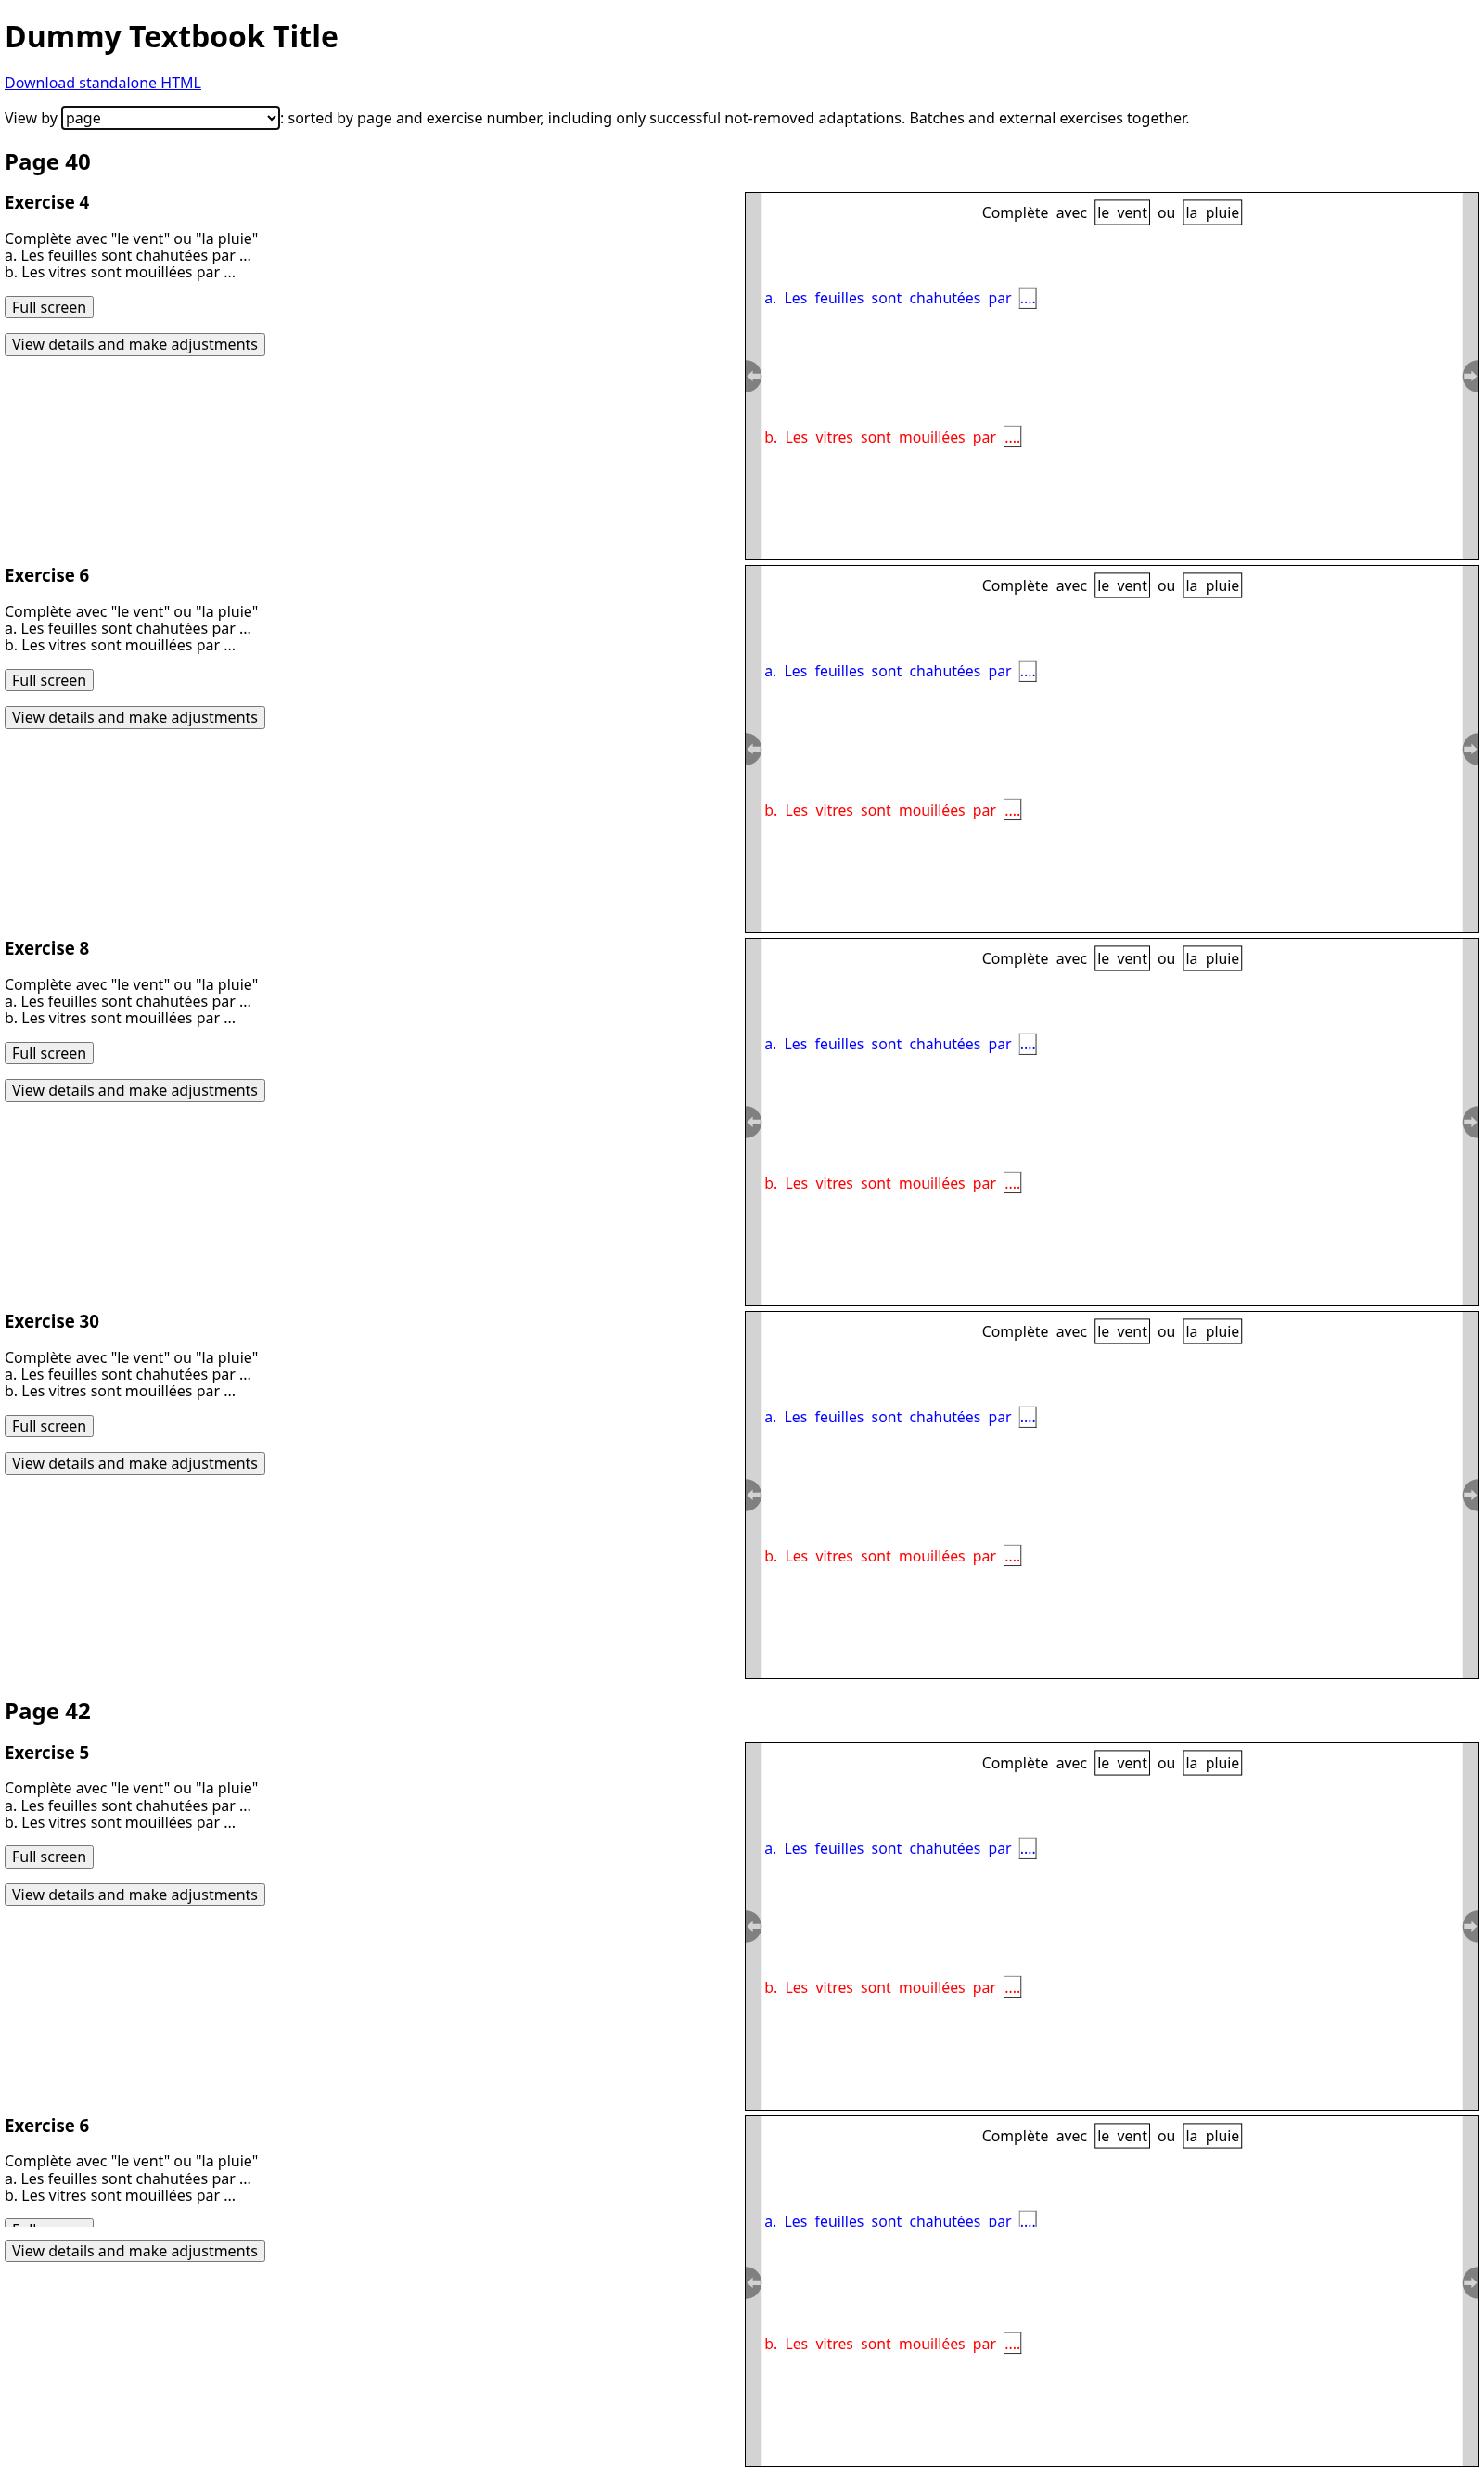 Dummy Textbook Title
Download standalone HTML
View by page: sorted by page and exercise number, including only successful not-removed adaptations. Batches and external exercises together.
Page 40
Exercise 4
Complète avec "le vent" ou "la pluie"
a. Les feuilles sont chahutées par ...
b. Les vitres sont mouillées par ...
Full screen
View details and make adjustments
Complète avec le vent ou la pluie
a. Les feuilles sont chahutées par ....
b. Les vitres sont mouillées par ....
Exercise 6
Complète avec "le vent" ou "la pluie"
a. Les feuilles sont chahutées par ...
b. Les vitres sont mouillées par ...
Full screen
View details and make adjustments
Complète avec le vent ou la pluie
a. Les feuilles sont chahutées par ....
b. Les vitres sont mouillées par ....
Exercise 8
Complète avec "le vent" ou "la pluie"
a. Les feuilles sont chahutées par ...
b. Les vitres sont mouillées par ...
Full screen
View details and make adjustments
Complète avec le vent ou la pluie
a. Les feuilles sont chahutées par ....
b. Les vitres sont mouillées par ....
Exercise 30
Complète avec "le vent" ou "la pluie"
a. Les feuilles sont chahutées par ...
b. Les vitres sont mouillées par ...
Full screen
View details and make adjustments
Complète avec le vent ou la pluie
a. Les feuilles sont chahutées par ....
b. Les vitres sont mouillées par ....
Page 42
Exercise 5
Complète avec "le vent" ou "la pluie"
a. Les feuilles sont chahutées par ...
b. Les vitres sont mouillées par ...
Full screen
View details and make adjustments
Complète avec le vent ou la pluie
a. Les feuilles sont chahutées par ....
b. Les vitres sont mouillées par ....
Exercise 6
Complète avec "le vent" ou "la pluie"
a. Les feuilles sont chahutées par ...
b. Les vitres sont mouillées par ...
View details and make adjustments
Complète avec le vent ou la pluie
a. Les feuilles sont chahutées par ....
b. Les vitres sont mouillées par ....